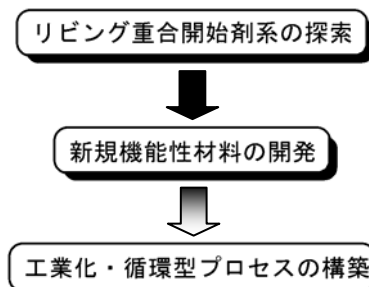 リビング重合開始剤系の探索
新規機能性材料の開発
工業化・循環型プロセスの構築